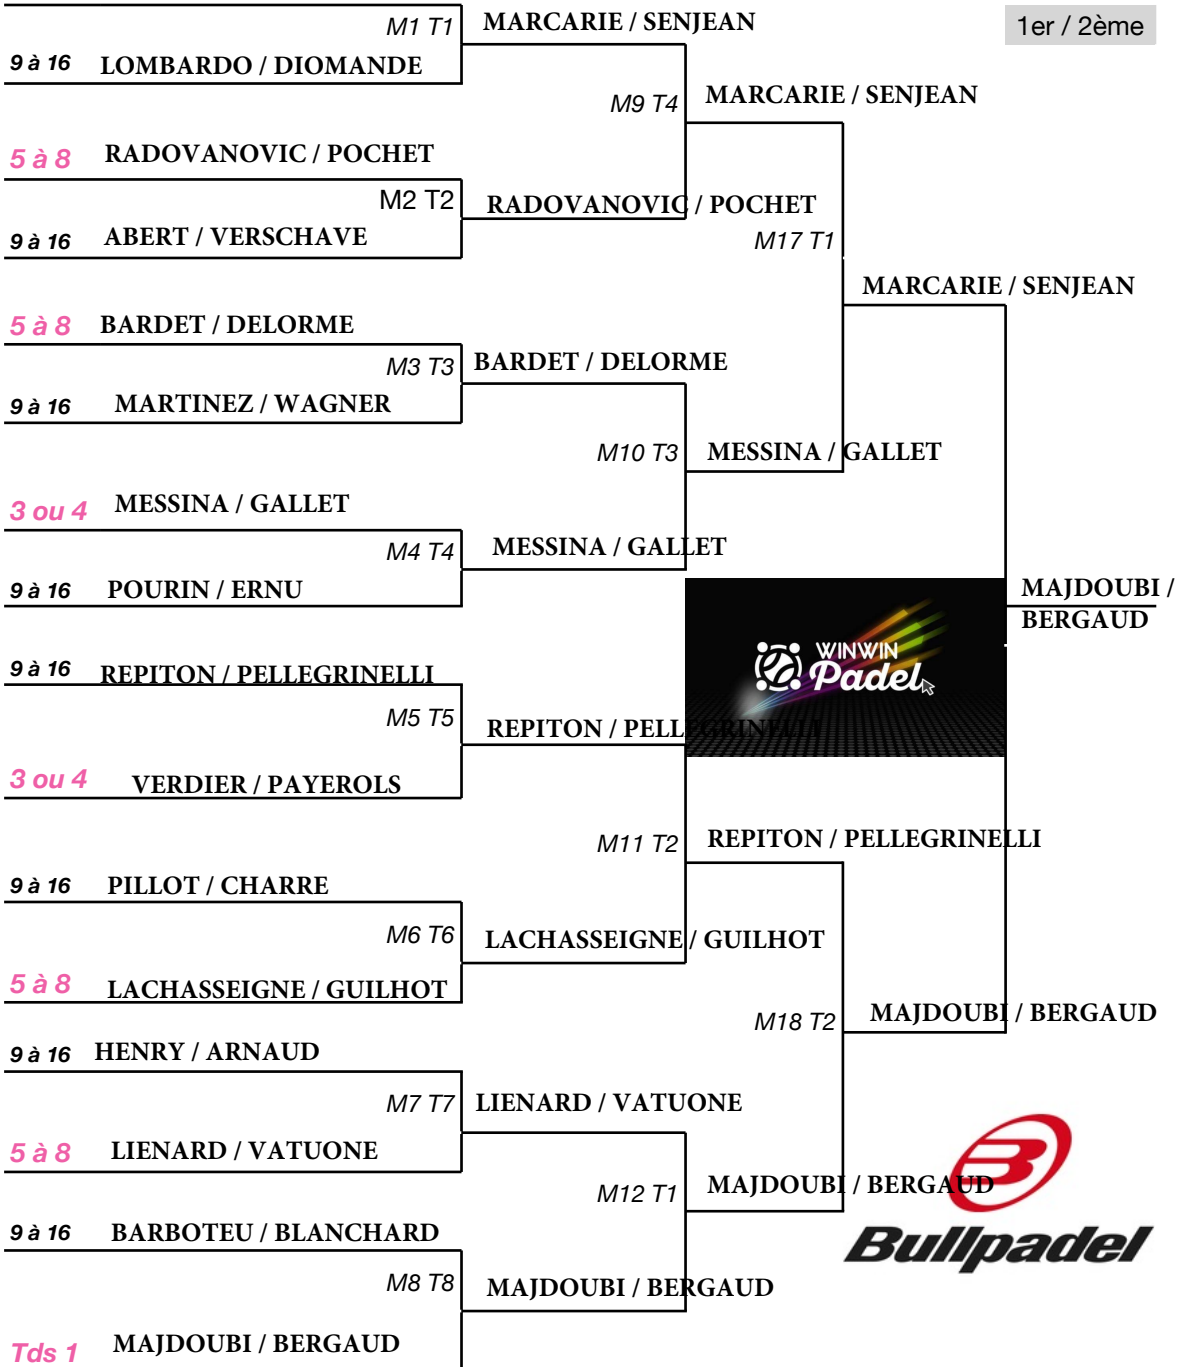 M1 T1
MARCARIE / SENJEAN
1er / 2ème
9 à 16 LOMBARDO / DIOMANDE
M9 T4
MARCARIE / SENJEAN
5 à 8 RADOVANOVIC / POCHET
M2 T2
RADOVANOVIC / POCHET
9 à 16 ABERT / VERSCHAVE
M17 T1
MARCARIE / SENJEAN
5 à 8 BARDET / DELORME
M3 T3
BARDET / DELORME
9 à 16 MARTINEZ / WAGNER
M10 T3
MESSINA / GALLET
3 ou 4 MESSINA / GALLET
M4 T4
MESSINA / GALLET
9 à 16 POURIN / ERNU
MAJDOUBI /
BERGAUD
WINWIN
Padel
9 à 16 REPITON / PELLEGRINELLI
M5 T5
REPITON / PELLEGRINELLI
3 ou 4 VERDIER / PAYEROLS
M11 T2
REPITON / PELLEGRINELLI
9 à 16 PILLOT / CHARRE
M6 T6
LACHASSEIGNE / GUILHOT
5 à 8 LACHASSEIGNE / GUILHOT
M18 T2
MAJDOUBI / BERGAUD
9 à 16 HENRY / ARNAUD
M7 T7
LIENARD / VATUONE
5 à 8 LIENARD / VATUONE
M12 T1
MAJDOUBI / BERGAUD
9 à 16 BARBOTEU / BLANCHARD
Bullpadel
M8 T8
MAJDOUBI / BERGAUD
Tds 1 MAJDOUBI / BERGAUD